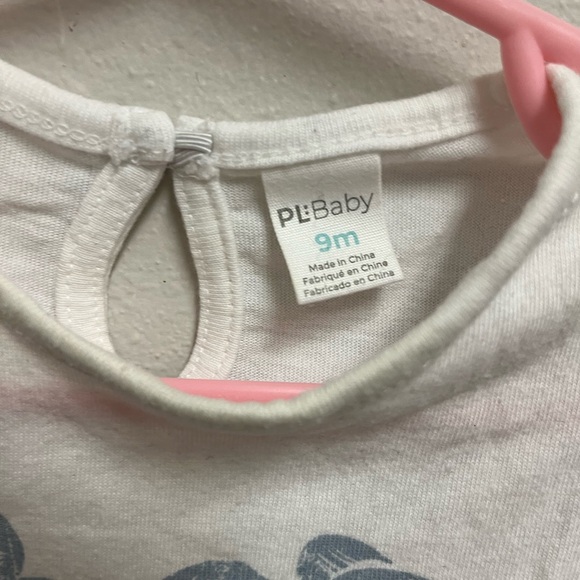 PL:Baby
9m
Made in China
Fabriqué en Chine
Fabricado en China